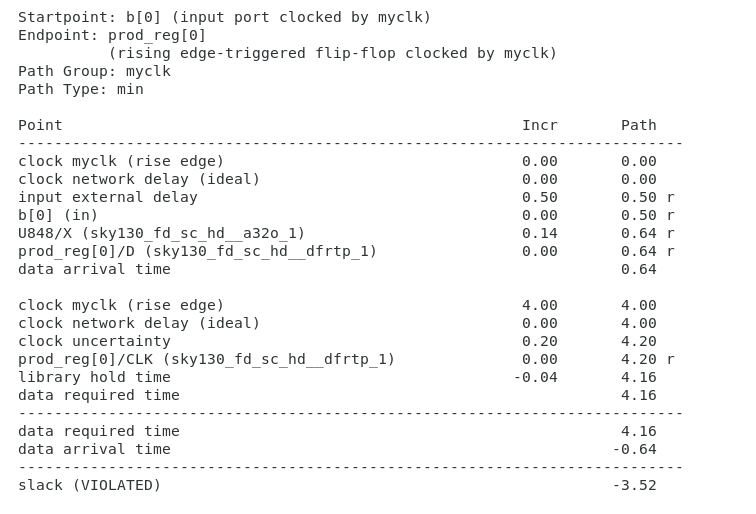 Startpoint: b[0] (input port clocked by myclk)
Endpoint: prod_reg[0]
          (rising edge-triggered flip-flop clocked by myclk)
Path Group: myclk
Path Type: min

Point                                                   Incr       Path
--------------------------------------------------------------------------
clock myclk (rise edge)                                 0.00       0.00
clock network delay (ideal)                             0.00       0.00
input external delay                                    0.50       0.50 r
b[0] (in)                                               0.00       0.50 r
U848/X (sky130_fd_sc_hd__a32o_1)                        0.14       0.64 r
prod_reg[0]/D (sky130_fd_sc_hd__dfrtp_1)                0.00       0.64 r
data arrival time                                                  0.64

clock myclk (rise edge)                                 4.00       4.00
clock network delay (ideal)                             0.00       4.00
clock uncertainty                                       0.20       4.20
prod_reg[0]/CLK (sky130_fd_sc_hd__dfrtp_1)              0.00       4.20 r
library hold time                                      -0.04       4.16
data required time                                                 4.16
--------------------------------------------------------------------------
data required time                                                 4.16
data arrival time                                                 -0.64
--------------------------------------------------------------------------
slack (VIOLATED)                                                  -3.52